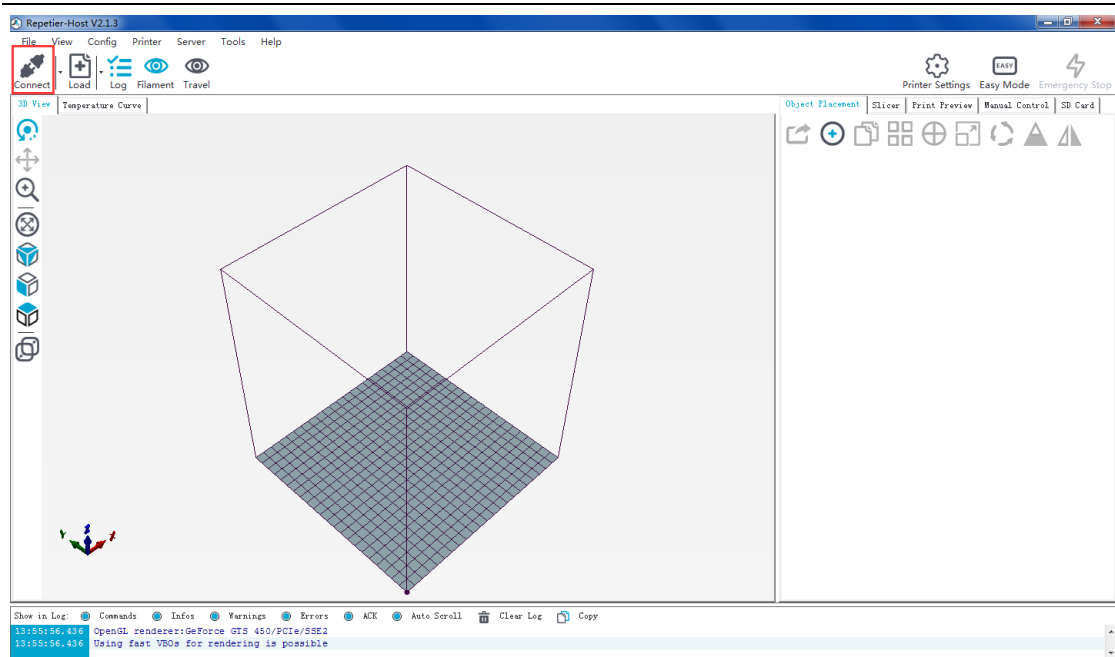 Repetier-Host V2.1.3
File View Config Printer Server Tools Help
Connect Load Log Filament Travel
EASY
Printer Settings Easy Mode Emergency Stop
3D View Temperature Curve
Object Placement Slicer Print Preview Manual Control SD Card
Show in Log: Commands Infos Warnings Errors ACK Auto Scroll Clear Log Copy
13:55:56.436 OpenGL renderer:GeForce GTS 450/PCIe/SSE2
13:55:56.436 Using fast VBOs for rendering is possible